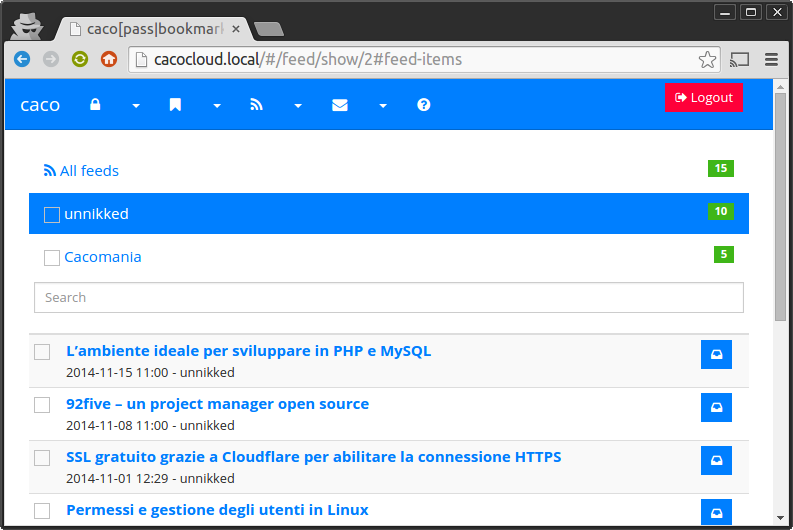 caco[pass|bookmark
cacocloud.local/#/feed/show/2#feed-items
caco
Logout
All feeds 15
unnikked 10
Cacomania 5
Search
L’ambiente ideale per sviluppare in PHP e MySQL
2014-11-15 11:00 - unnikked
92five – un project manager open source
2014-11-08 11:00 - unnikked
SSL gratuito grazie a Cloudflare per abilitare la connessione HTTPS
2014-11-01 12:29 - unnikked
Permessi e gestione degli utenti in Linux